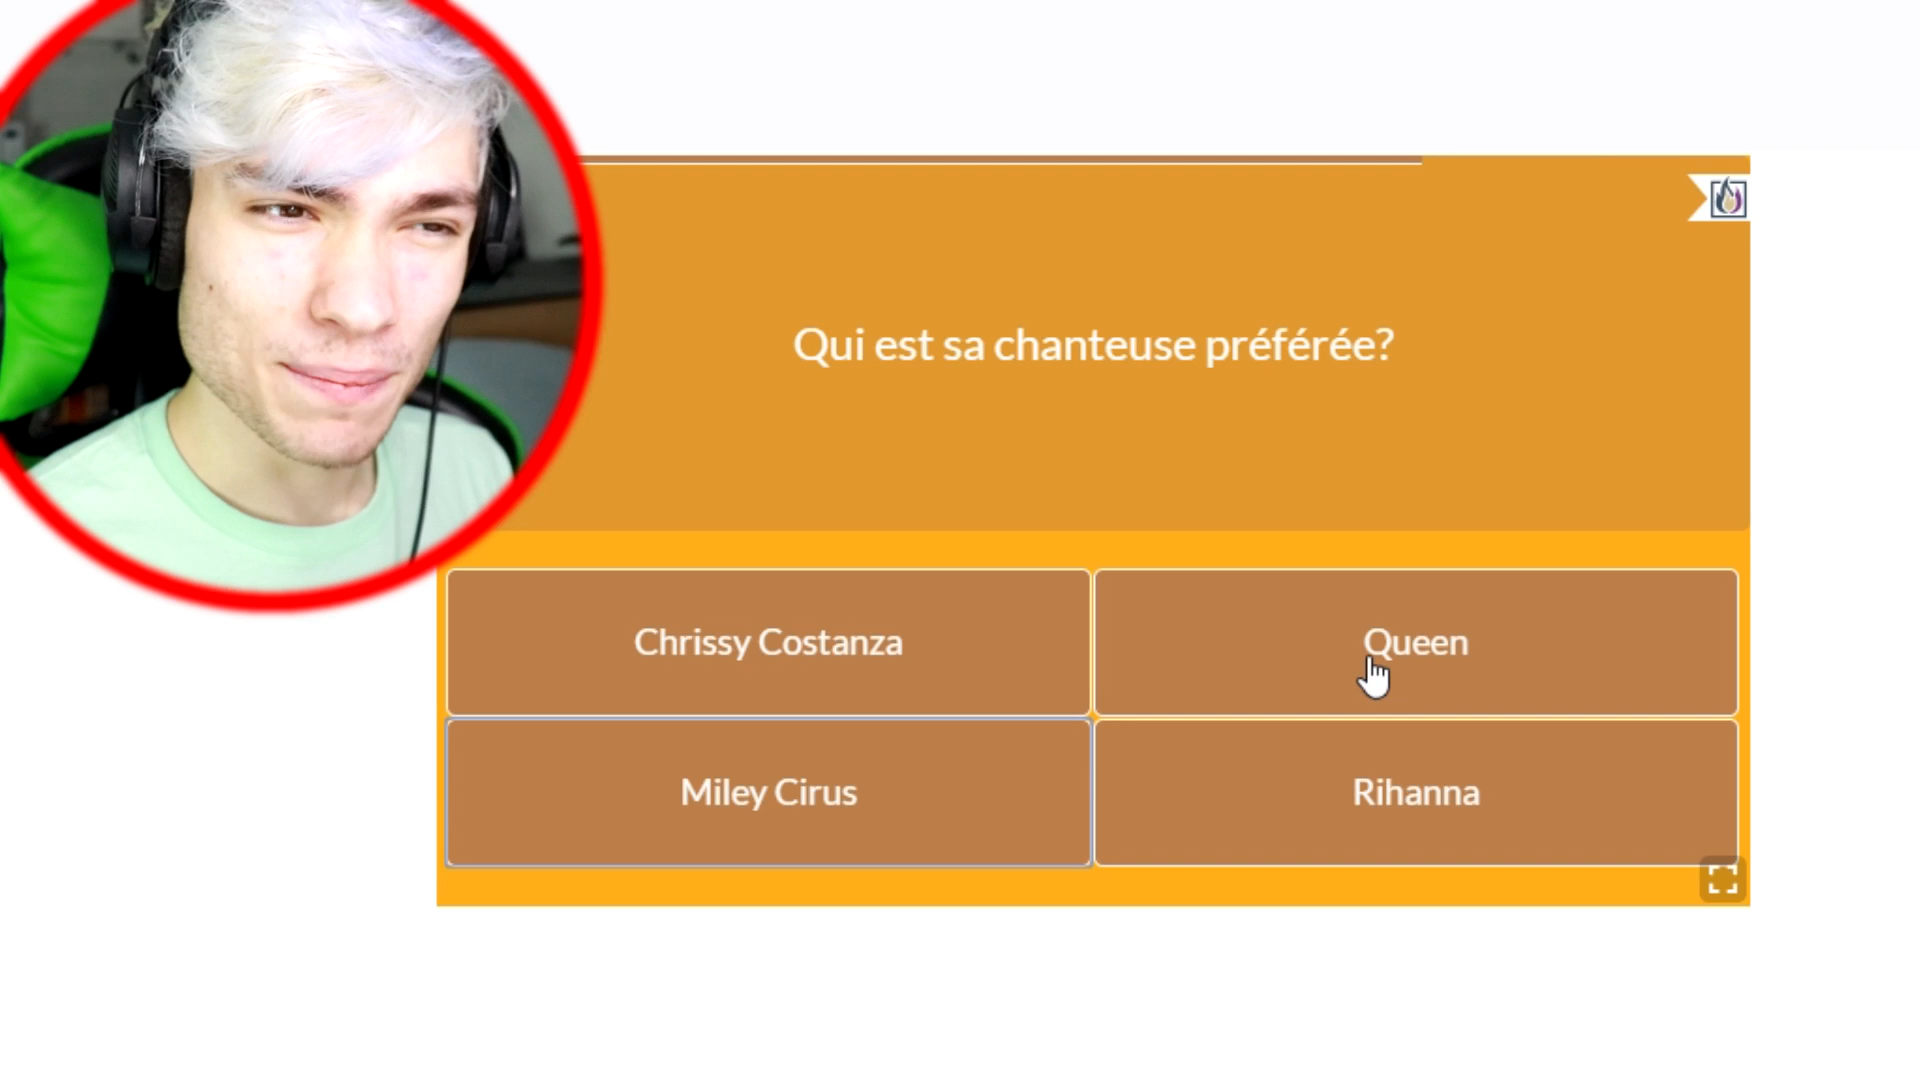 Qui est sa chanteuse préférée?
Chrissy Costanza
Queen
Miley Cirus
Rihanna